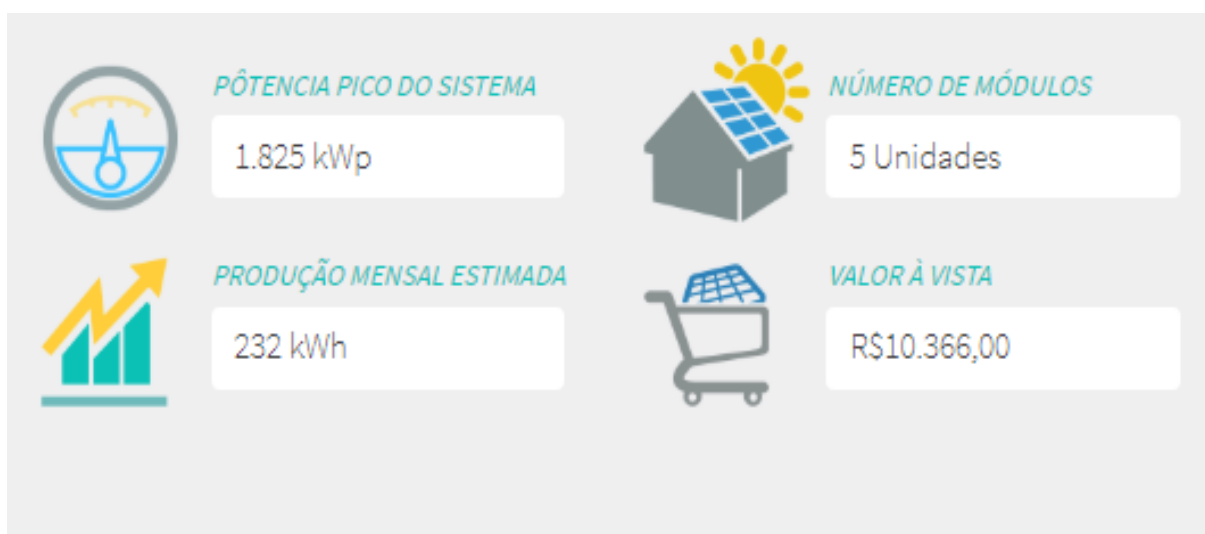 PÔTENCIA PICO DO SISTEMA
1.825 kWp
NÚMERO DE MÓDULOS
5 Unidades
PRODUÇÃO MENSAL ESTIMADA
232 kWh
VALOR À VISTA
R$10.366,00